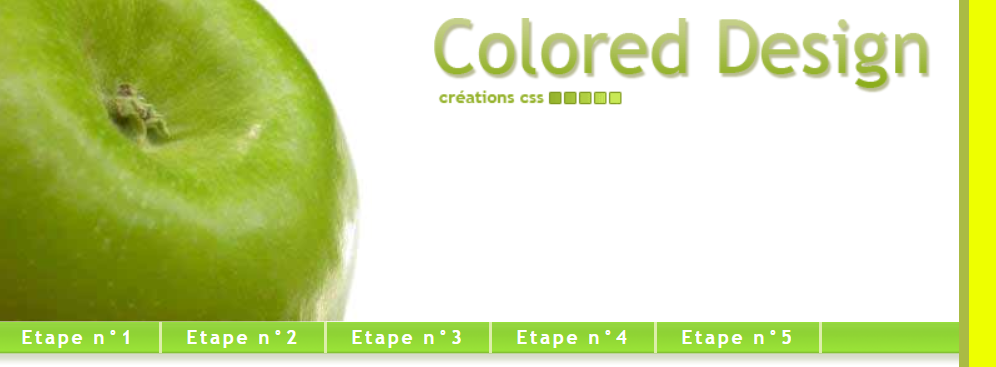 Colored Design
créations css
Etape n°1 Etape n°2 Etape n°3 Etape n°4 Etape n°5